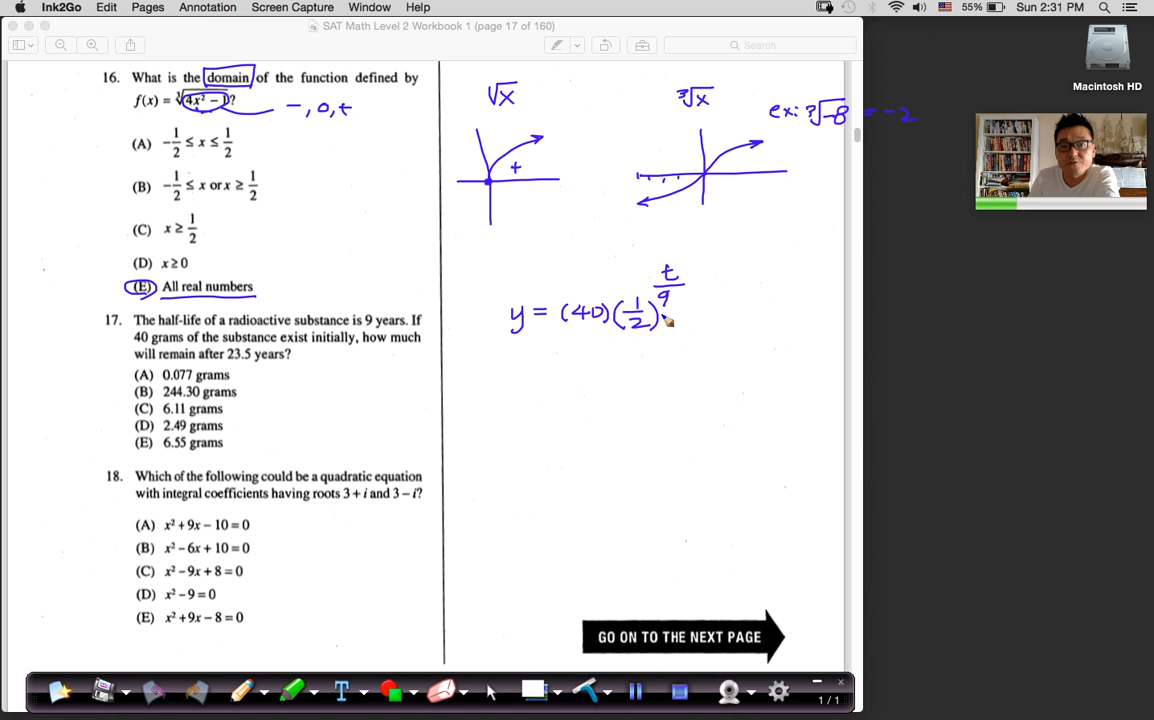 Ink2Go Edit Pages Annotation Screen Capture Window Help 55% Sun 2:31 PM
SAT Math Level 2 Workbook 1 (page 17 of 160)
Search
Macintosh HD
16. What is the domain of the function defined by
f(x) = ∛(4x² − 1)?
−, 0, +
(A) −1/2 ≤ x ≤ 1/2
(B) −1/2 ≤ x or x ≥ 1/2
(C) x ≥ 1/2
(D) x ≥ 0
(E) All real numbers
17. The half-life of a radioactive substance is 9 years. If
40 grams of the substance exist initially, how much
will remain after 23.5 years?
(A) 0.077 grams
(B) 244.30 grams
(C) 6.11 grams
(D) 2.49 grams
(E) 6.55 grams
18. Which of the following could be a quadratic equation
with integral coefficients having roots 3 + i and 3 – i?
(A) x² + 9x – 10 = 0
(B) x² – 6x + 10 = 0
(C) x² – 9x + 8 = 0
(D) x² – 9 = 0
(E) x² + 9x – 8 = 0
√x
∛x
ex: ∛-8 = -2
+
y = (40)(1/2)^(t/9)
GO ON TO THE NEXT PAGE
T
1 / 1